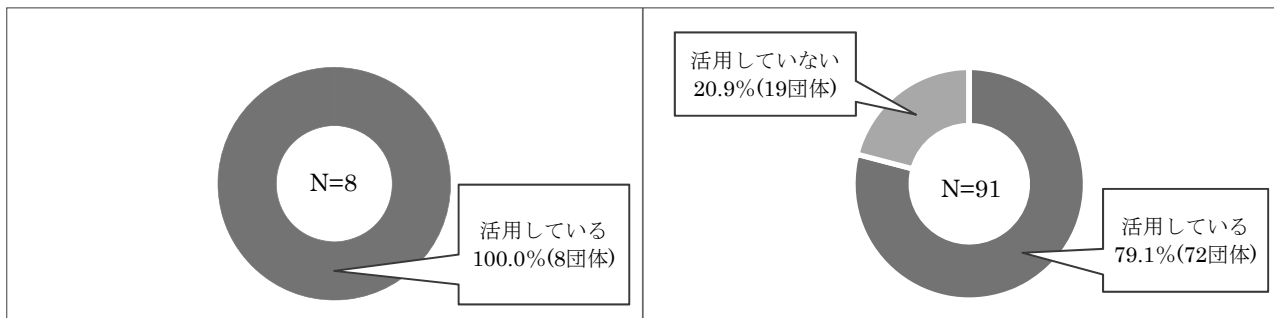 N=8
活用している
100.0%(8団体)
活用していない
20.9%(19団体)
N=91
活用している
79.1%(72団体)